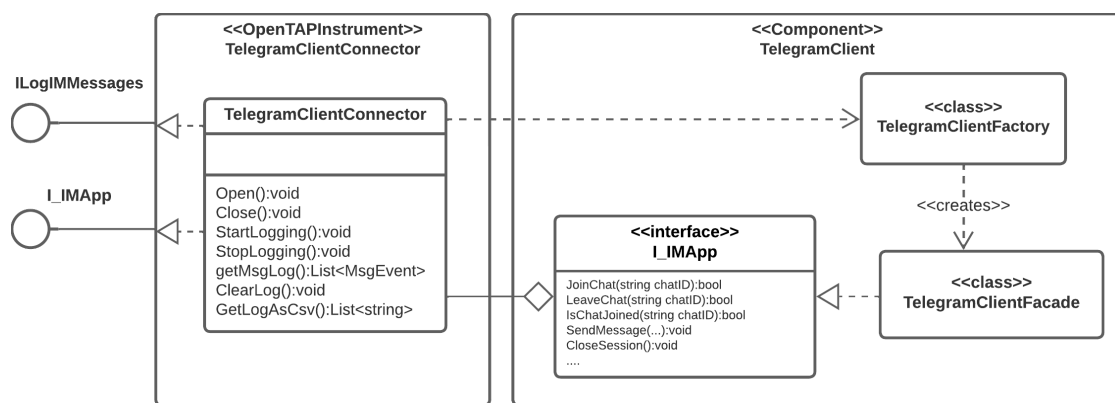 <<OpenTAPInstrument>>
TelegramClientConnector
<<Component>>
TelegramClient
ILogIMMessages
I_IMApp
TelegramClientConnector
Open():void
Close():void
StartLogging():void
StopLogging():void
getMsgLog():List<MsgEvent>
ClearLog():void
GetLogAsCsv():List<string>
<<class>>
TelegramClientFactory
<<creates>>
<<interface>>
I_IMApp
JoinChat(string chatID):bool
LeaveChat(string chatID):bool
IsChatJoined(string chatID):bool
SendMessage(...):void
CloseSession():void
....
<<class>>
TelegramClientFacade